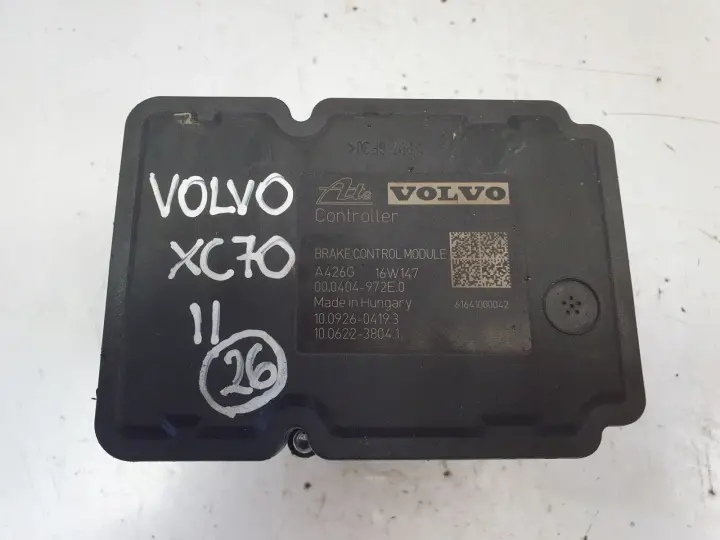 VOLVO
XC70
II
26
Ate VOLVO
Controller
BRAKE CONTROL MODULE
A426G 16W147
00.0404-972E.0
Made in Hungary
61641000042
10.0926-0419.3
10.0622-3804.1